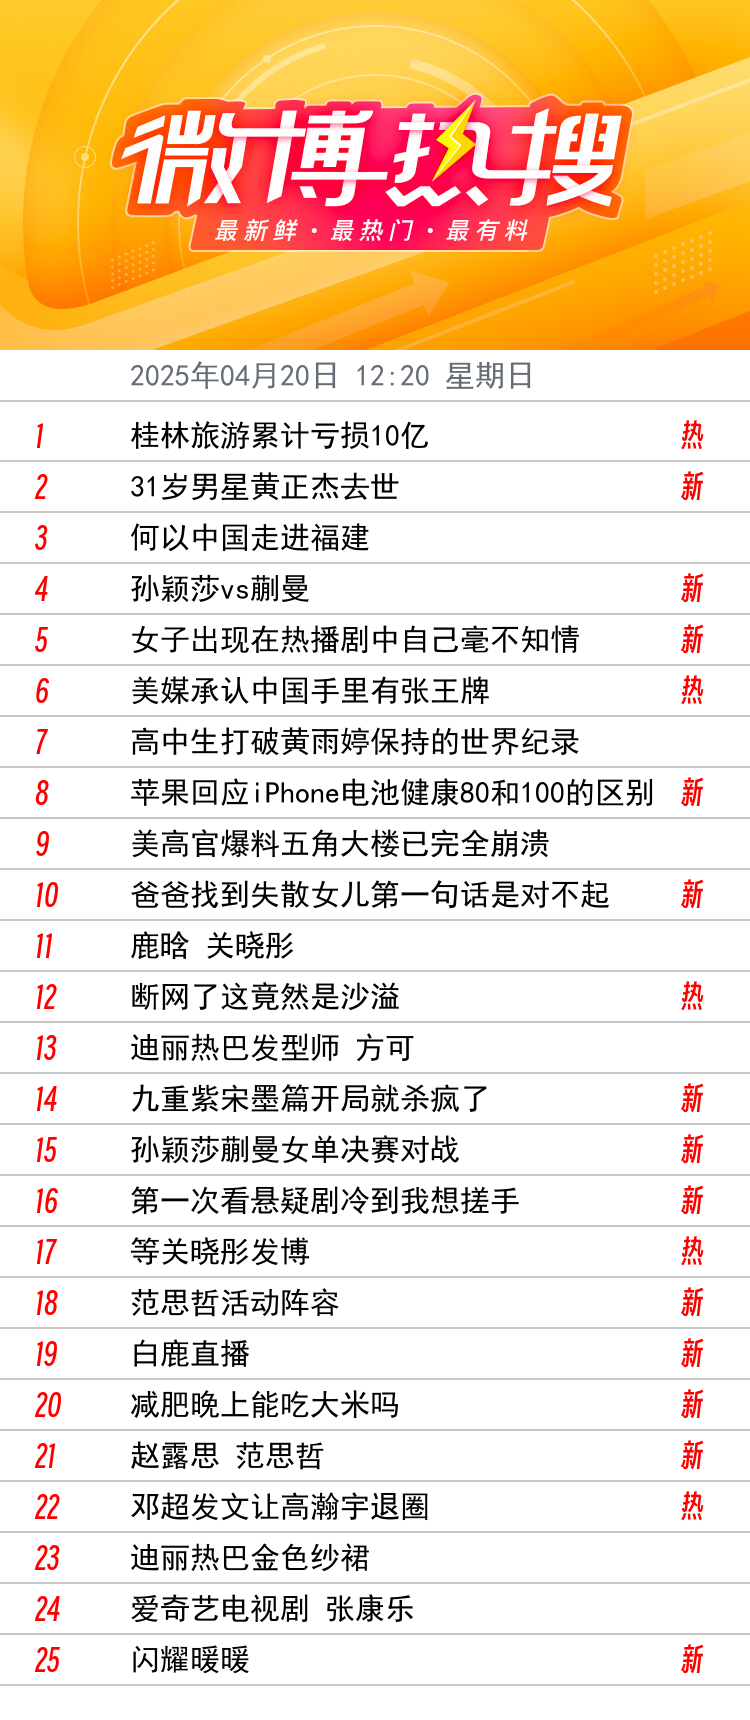 微博热搜
最新鲜·最热门·最有料
2025年04月20日 12:20 星期日
1 桂林旅游累计亏损10亿 热
2 31岁男星黄正杰去世 新
3 何以中国走进福建
4 孙颖莎vs蒯曼 新
5 女子出现在热播剧中自己毫不知情 新
6 美媒承认中国手里有张王牌 热
7 高中生打破黄雨婷保持的世界纪录
8 苹果回应iPhone电池健康80和100的区别 新
9 美高官爆料五角大楼已完全崩溃
10 爸爸找到失散女儿第一句话是对不起 新
11 鹿晗 关晓彤
12 断网了这竟然是沙溢 热
13 迪丽热巴发型师 方可
14 九重紫宋墨篇开局就杀疯了 新
15 孙颖莎蒯曼女单决赛对战 新
16 第一次看悬疑剧冷到我想搓手 新
17 等关晓彤发博 热
18 范思哲活动阵容 新
19 白鹿直播 新
20 减肥晚上能吃大米吗 新
21 赵露思 范思哲 新
22 邓超发文让高瀚宇退圈 热
23 迪丽热巴金色纱裙
24 爱奇艺电视剧 张康乐
25 闪耀暖暖 新